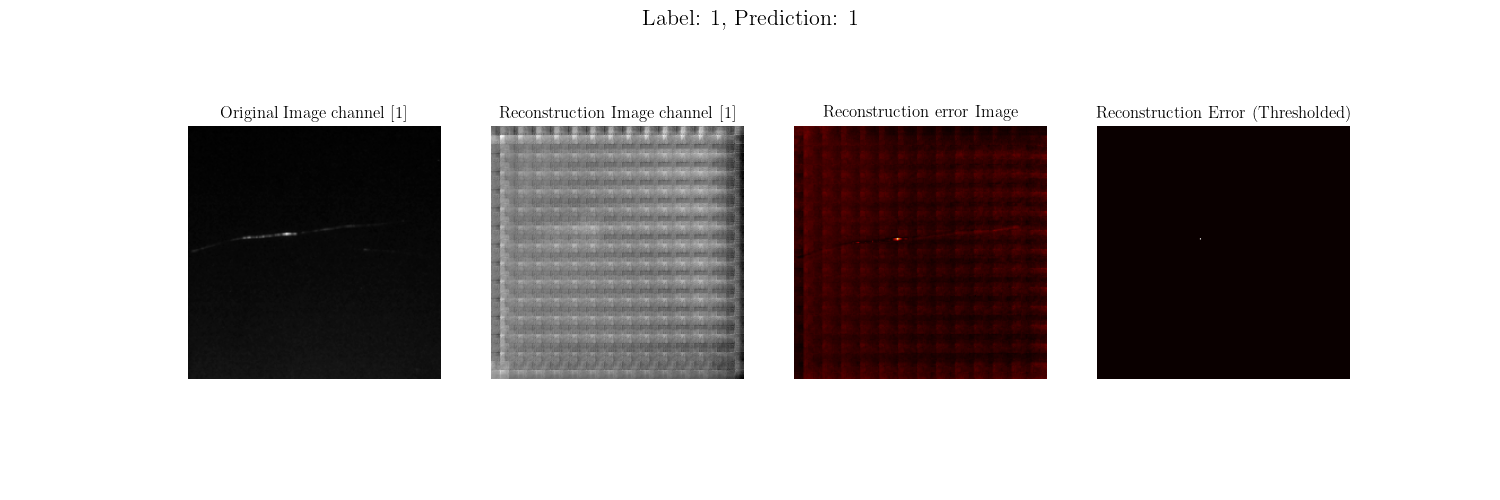 Label: 1, Prediction: 1
Original Image channel [1]
Reconstruction Image channel [1]
Reconstruction error Image
Reconstruction Error (Thresholded)